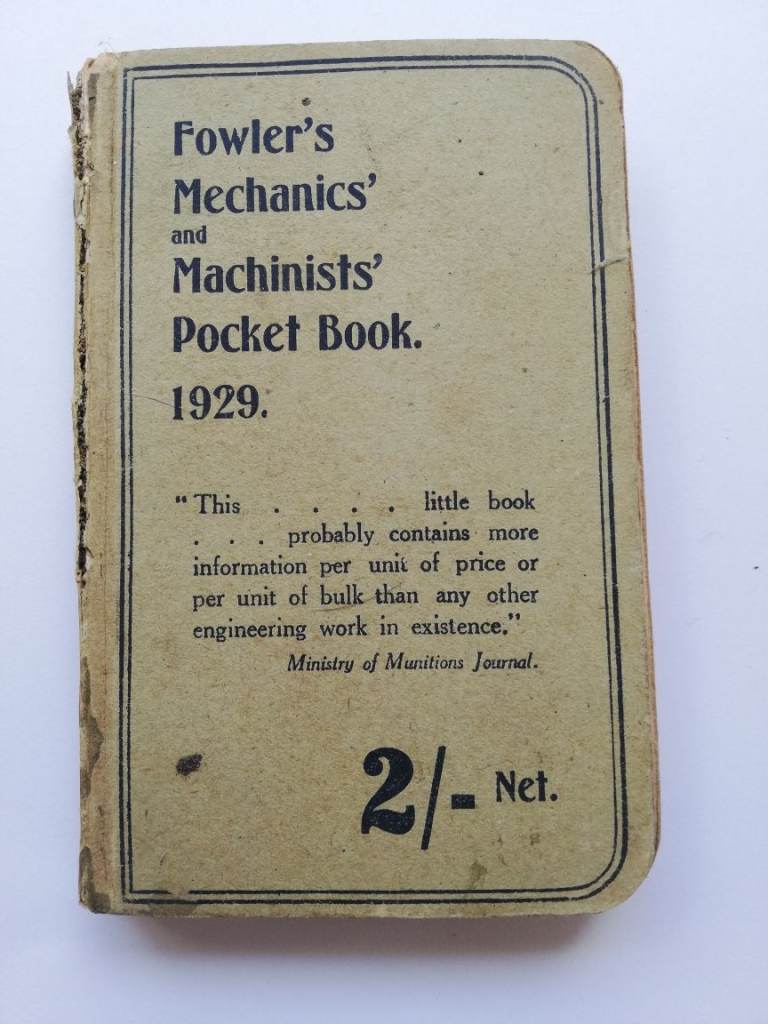 Fowler's
Mechanics'
and
Machinists'
Pocket Book.
1929.
"This . . . . little book
. . . probably contains more
information per unit of price or
per unit of bulk than any other
engineering work in existence."
Ministry of Munitions Journal.
2/- Net.